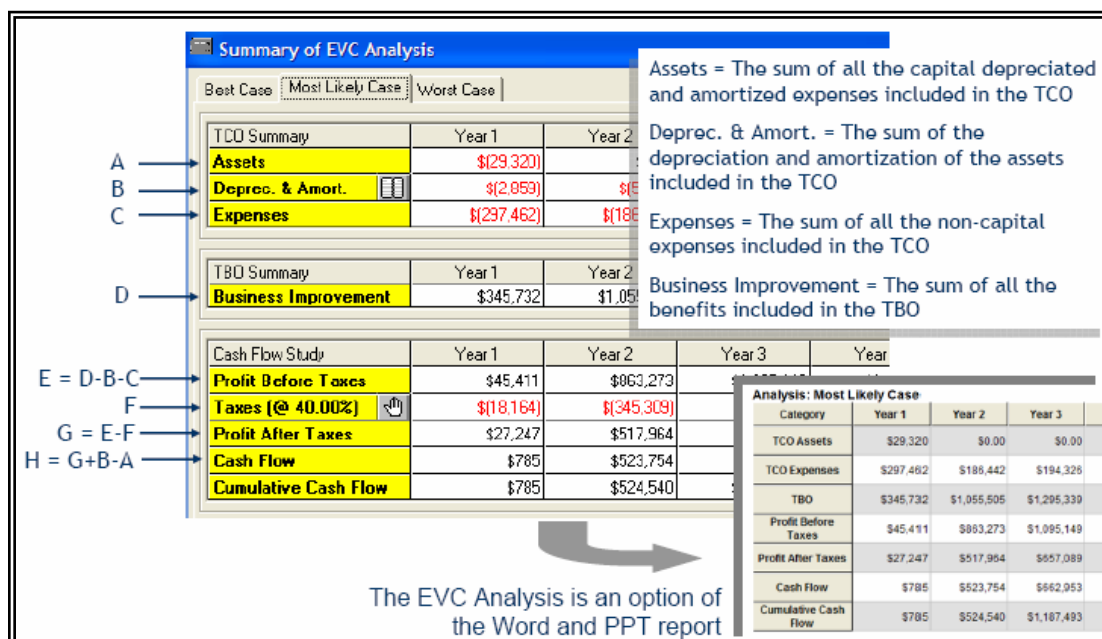 Summary of EVC Analysis
Best Case Most Likely Case Worst Case
TCO Summary Year 1 Year 2
A Assets $(29,320)
B Deprec. & Amort. $(2,859) $(5
C Expenses $(297,462) $(186
TBO Summary Year 1 Year 2
D Business Improvement $345,732 $1,055
Cash Flow Study Year 1 Year 2 Year 3 Year
E = D-B-C Profit Before Taxes $45,411 $863,273
F Taxes (@ 40.00%) $(18,164) $(345,309)
G = E-F Profit After Taxes $27,247 $517,964
H = G+B-A Cash Flow $785 $523,754
Cumulative Cash Flow $785 $524,540
Assets = The sum of all the capital depreciated
and amortized expenses included in the TCO
Deprec. & Amort. = The sum of the
depreciation and amortization of the assets
included in the TCO
Expenses = The sum of all the non-capital
expenses included in the TCO
Business Improvement = The sum of all the
benefits included in the TBO
Analysis: Most Likely Case
Category Year 1 Year 2 Year 3
TCO Assets $29,320 $0.00 $0.00
TCO Expenses $297,462 $186,442 $194,326
TBO $345,732 $1,055,505 $1,295,339
Profit Before
Taxes $45,411 $863,273 $1,095,149
Profit After Taxes $27,247 $517,964 $657,089
Cash Flow $785 $523,754 $662,953
Cumulative Cash
Flow $785 $524,540 $1,187,493
The EVC Analysis is an option of
the Word and PPT report